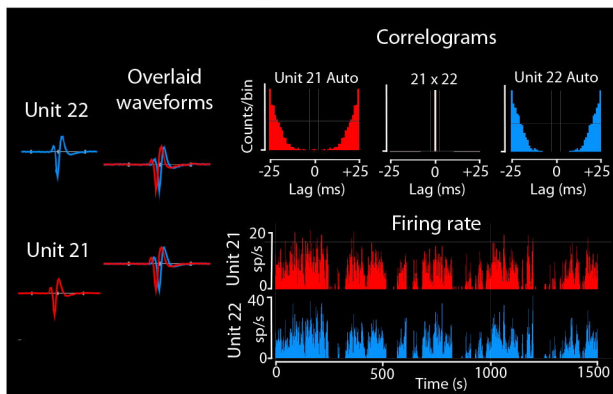 Correlograms
Overlaid
waveforms
Unit 22
Unit 21
Counts/bin
Unit 21 Auto
21 x 22
Unit 22 Auto
-25 0 +25
-25 0 +25
-25 0 +25
Lag (ms)
Lag (ms)
Lag (ms)
Firing rate
Unit 21
sp/s
20
0
Unit 22
sp/s
40
0
0 500 1000 1500
Time (s)